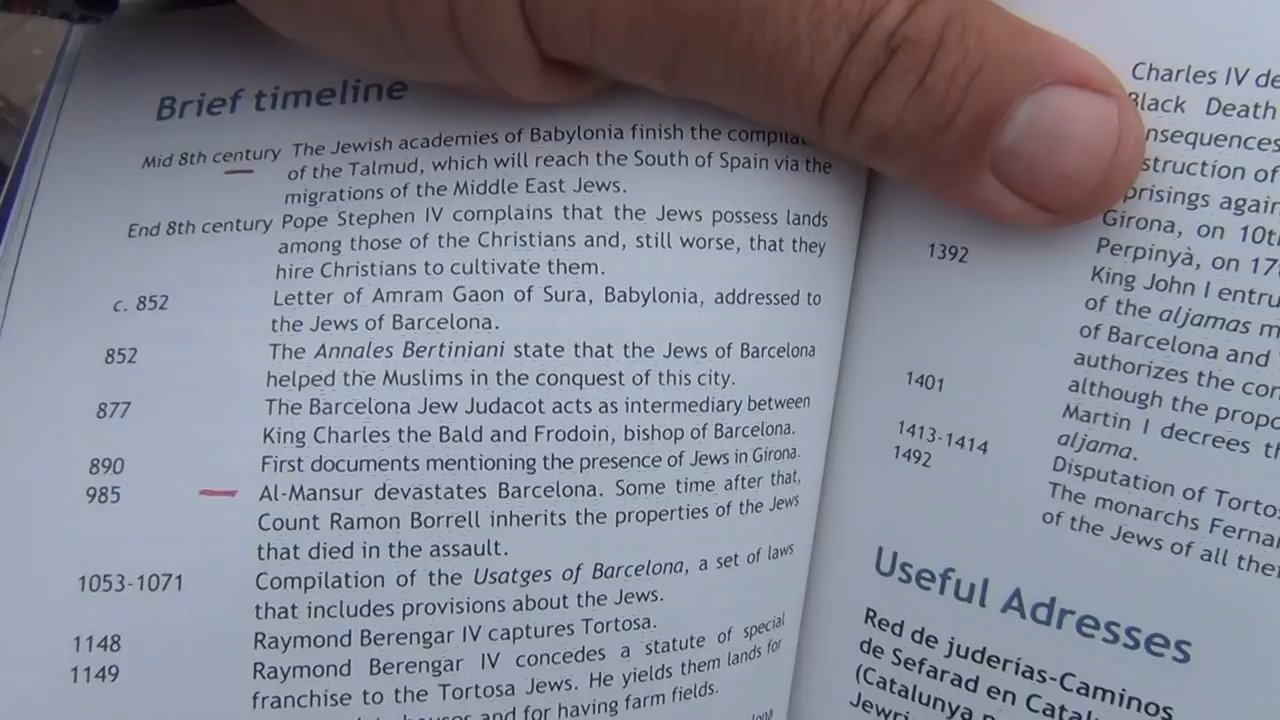 Brief timeline
Mid 8th century The Jewish academies of Babylonia finish the
of the Talmud, which will reach the South of Spain via the
migrations of the Middle East Jews.
End 8th century Pope Stephen IV complains that the Jews possess lands
among those of the Christians and, still worse, that they
hire Christians to cultivate them.
c. 852 Letter of Amram Gaon of Sura, Babylonia, addressed to
the Jews of Barcelona.
852 The Annales Bertiniani state that the Jews of Barcelona
helped the Muslims in the conquest of this city.
877 The Barcelona Jew Judacot acts as intermediary between
King Charles the Bald and Frodoin, bishop of Barcelona.
890 First documents mentioning the presence of Jews in Girona.
985 Al-Mansur devastates Barcelona. Some time after that,
Count Ramon Borrell inherits the properties of the Jews
that died in the assault.
1053-1071 Compilation of the Usatges of Barcelona, a set of laws
that includes provisions about the Jews.
1148 Raymond Berengar IV captures Tortosa.
1149 Raymond Berengar IV concedes a statute of special
franchise to the Tortosa Jews. He yields them lands for
and for having farm fields.
Charles IV de
Black Death
nsequences
struction of
prisings again
Girona, on 10t
Perpinyà, on 17
1392 King John I entru
of the aljamas m
of Barcelona and
authorizes the con
although the propo
1401 Martin I decrees th
aljama.
1413-1414 Disputation of Torto
1492 The monarchs Ferna
of the Jews of all the
Useful Adresses
Red de juderías-Caminos
de Sefarad en Cata
(Catalunya
Jewri